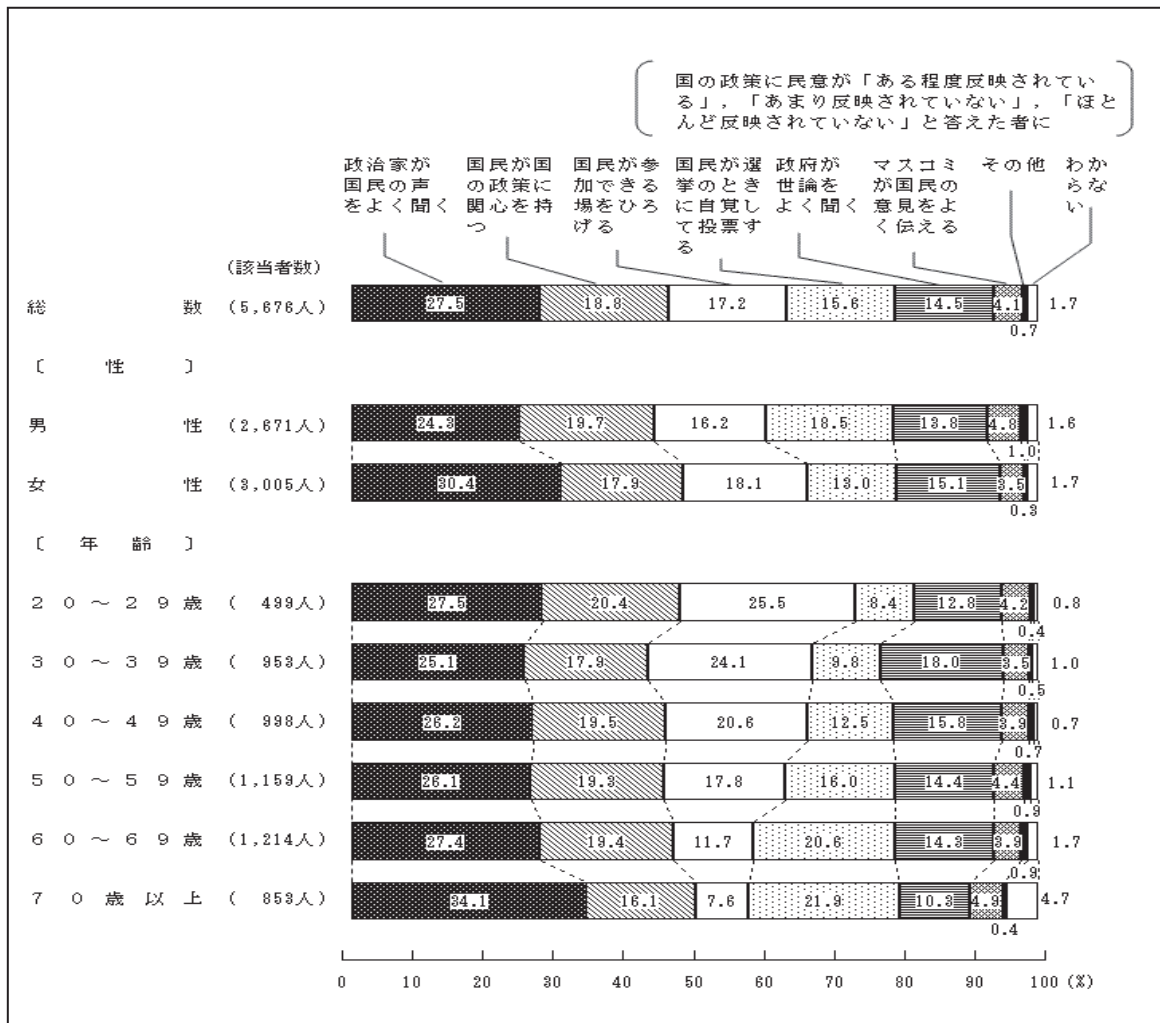 国の政策に民意が「ある程度反映されてい
る」，「あまり反映されていない」，「ほと
んど反映されていない」と答えた者に
政治家が
国民の声
をよく聞く
国民が国
の政策に
関心を持
つ
国民が参
加できる
場をひろ
げる
国民が選
挙のとき
に自覚し
て投票す
る
政府が
世論を
よく聞く
マスコミ
が国民の
意見をよ
く伝える
その他
わか
らな
い
(該当者数)
総 数 (5,676人) 27.5 18.8 17.2 15.6 14.5 4.1 1.7
0.7
〔 性 〕
男 性 (2,671人) 24.3 19.7 16.2 18.5 13.8 4.8 1.6
1.0
女 性 (3,005人) 30.4 17.9 18.1 13.0 15.1 3.5 1.7
0.3
〔 年 齢 〕
２０～２９歳 ( 499人) 27.5 20.4 25.5 8.4 12.8 4.2 0.8
0.4
３０～３９歳 ( 953人) 25.1 17.9 24.1 9.8 18.0 3.5 1.0
0.5
４０～４９歳 ( 998人) 26.2 19.5 20.6 12.5 15.8 3.9 0.7
0.7
５０～５９歳 (1,159人) 26.1 19.3 17.8 16.0 14.4 4.4 1.1
0.9
６０～６９歳 (1,214人) 27.4 19.4 11.7 20.6 14.3 3.9 1.7
0.9
７０歳以上 ( 853人) 34.1 16.1 7.6 21.9 10.3 4.9 4.7
0.4
0 10 20 30 40 50 60 70 80 90 100 (%)